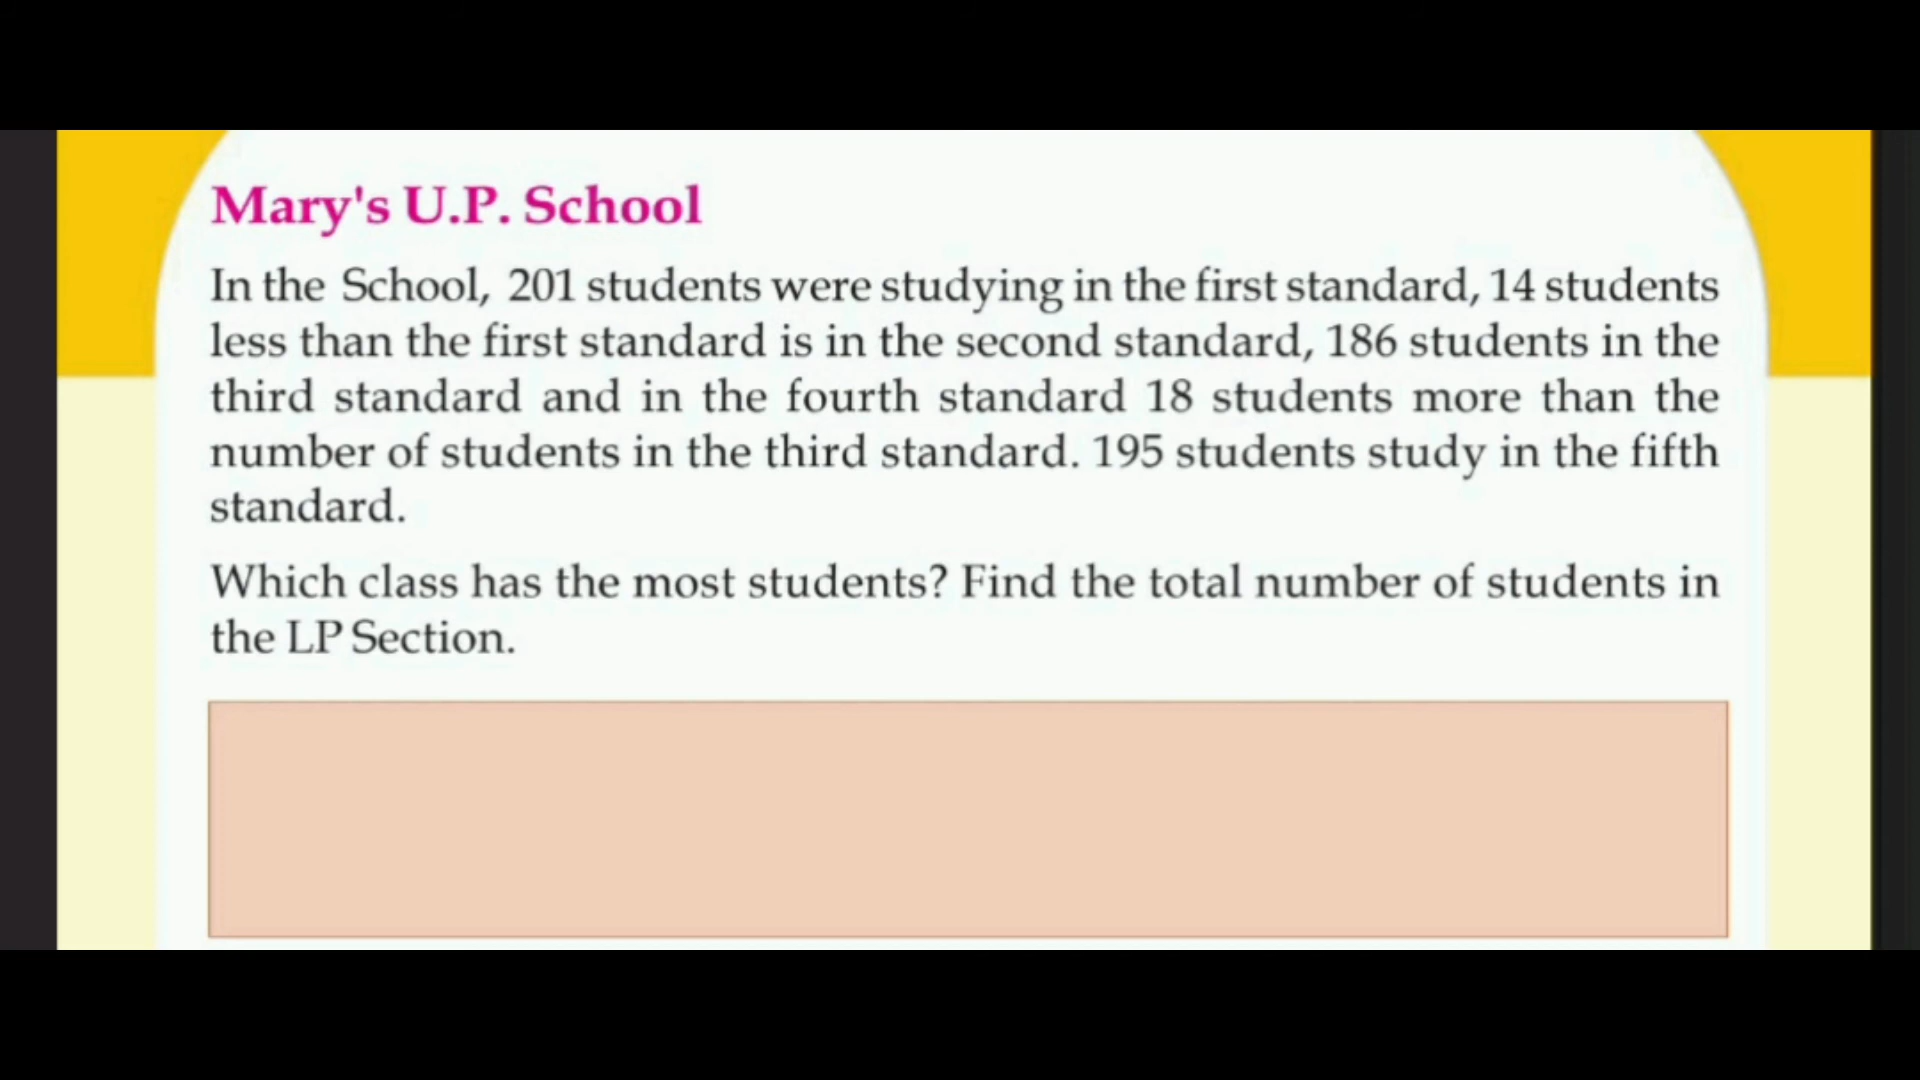 Mary's U.P. School
In the School, 201 students were studying in the first standard, 14 students
less than the first standard is in the second standard, 186 students in the
third standard and in the fourth standard 18 students more than the
number of students in the third standard. 195 students study in the fifth
standard.
Which class has the most students? Find the total number of students in
the LP Section.